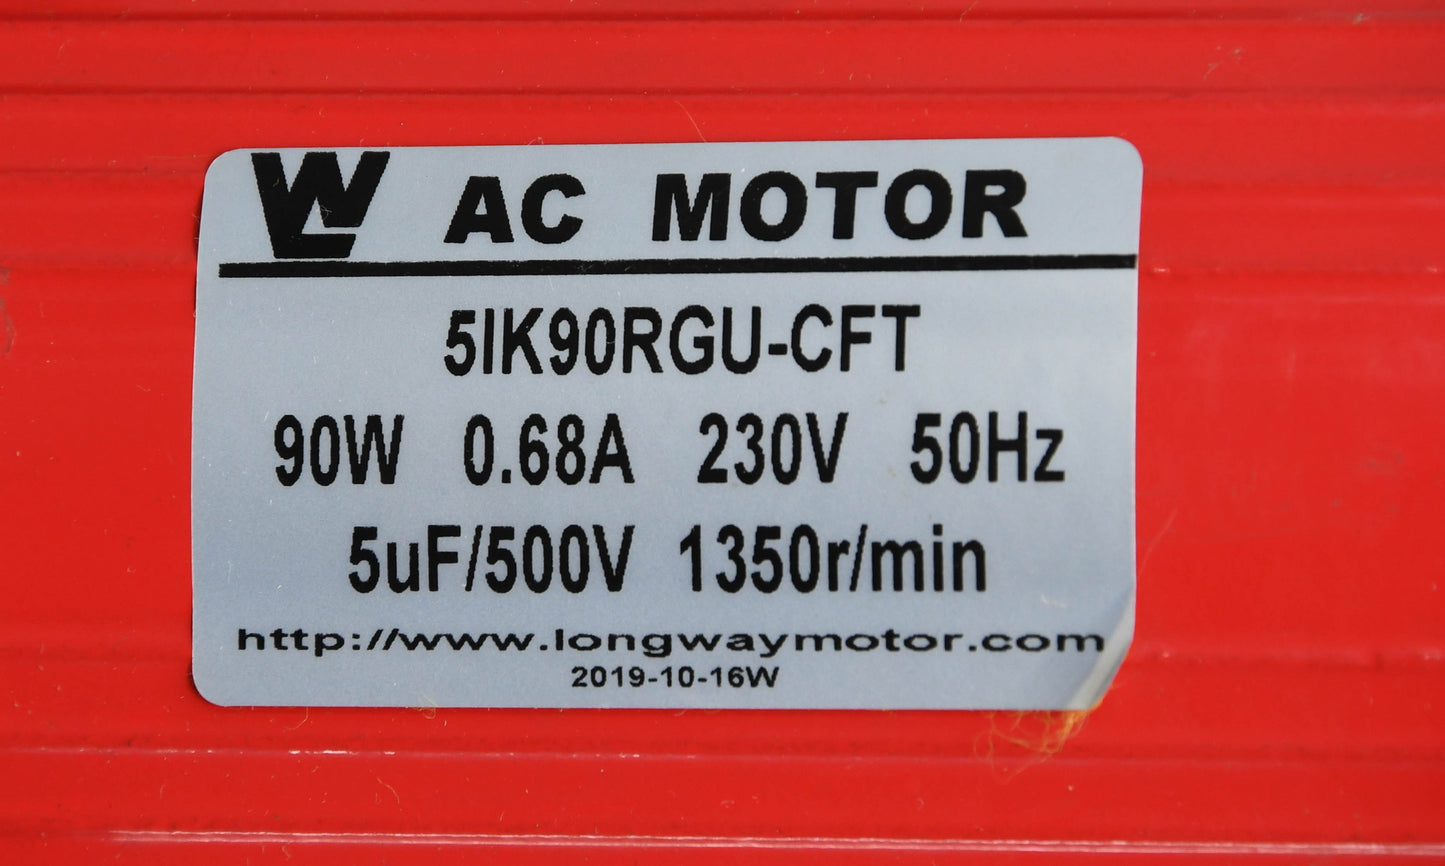 WL AC MOTOR
5IK90RGU-CFT
90W 0.68A 230V 50Hz
5uF/500V 1350r/min
http://www.longwaymotor.com
2019-10-16W